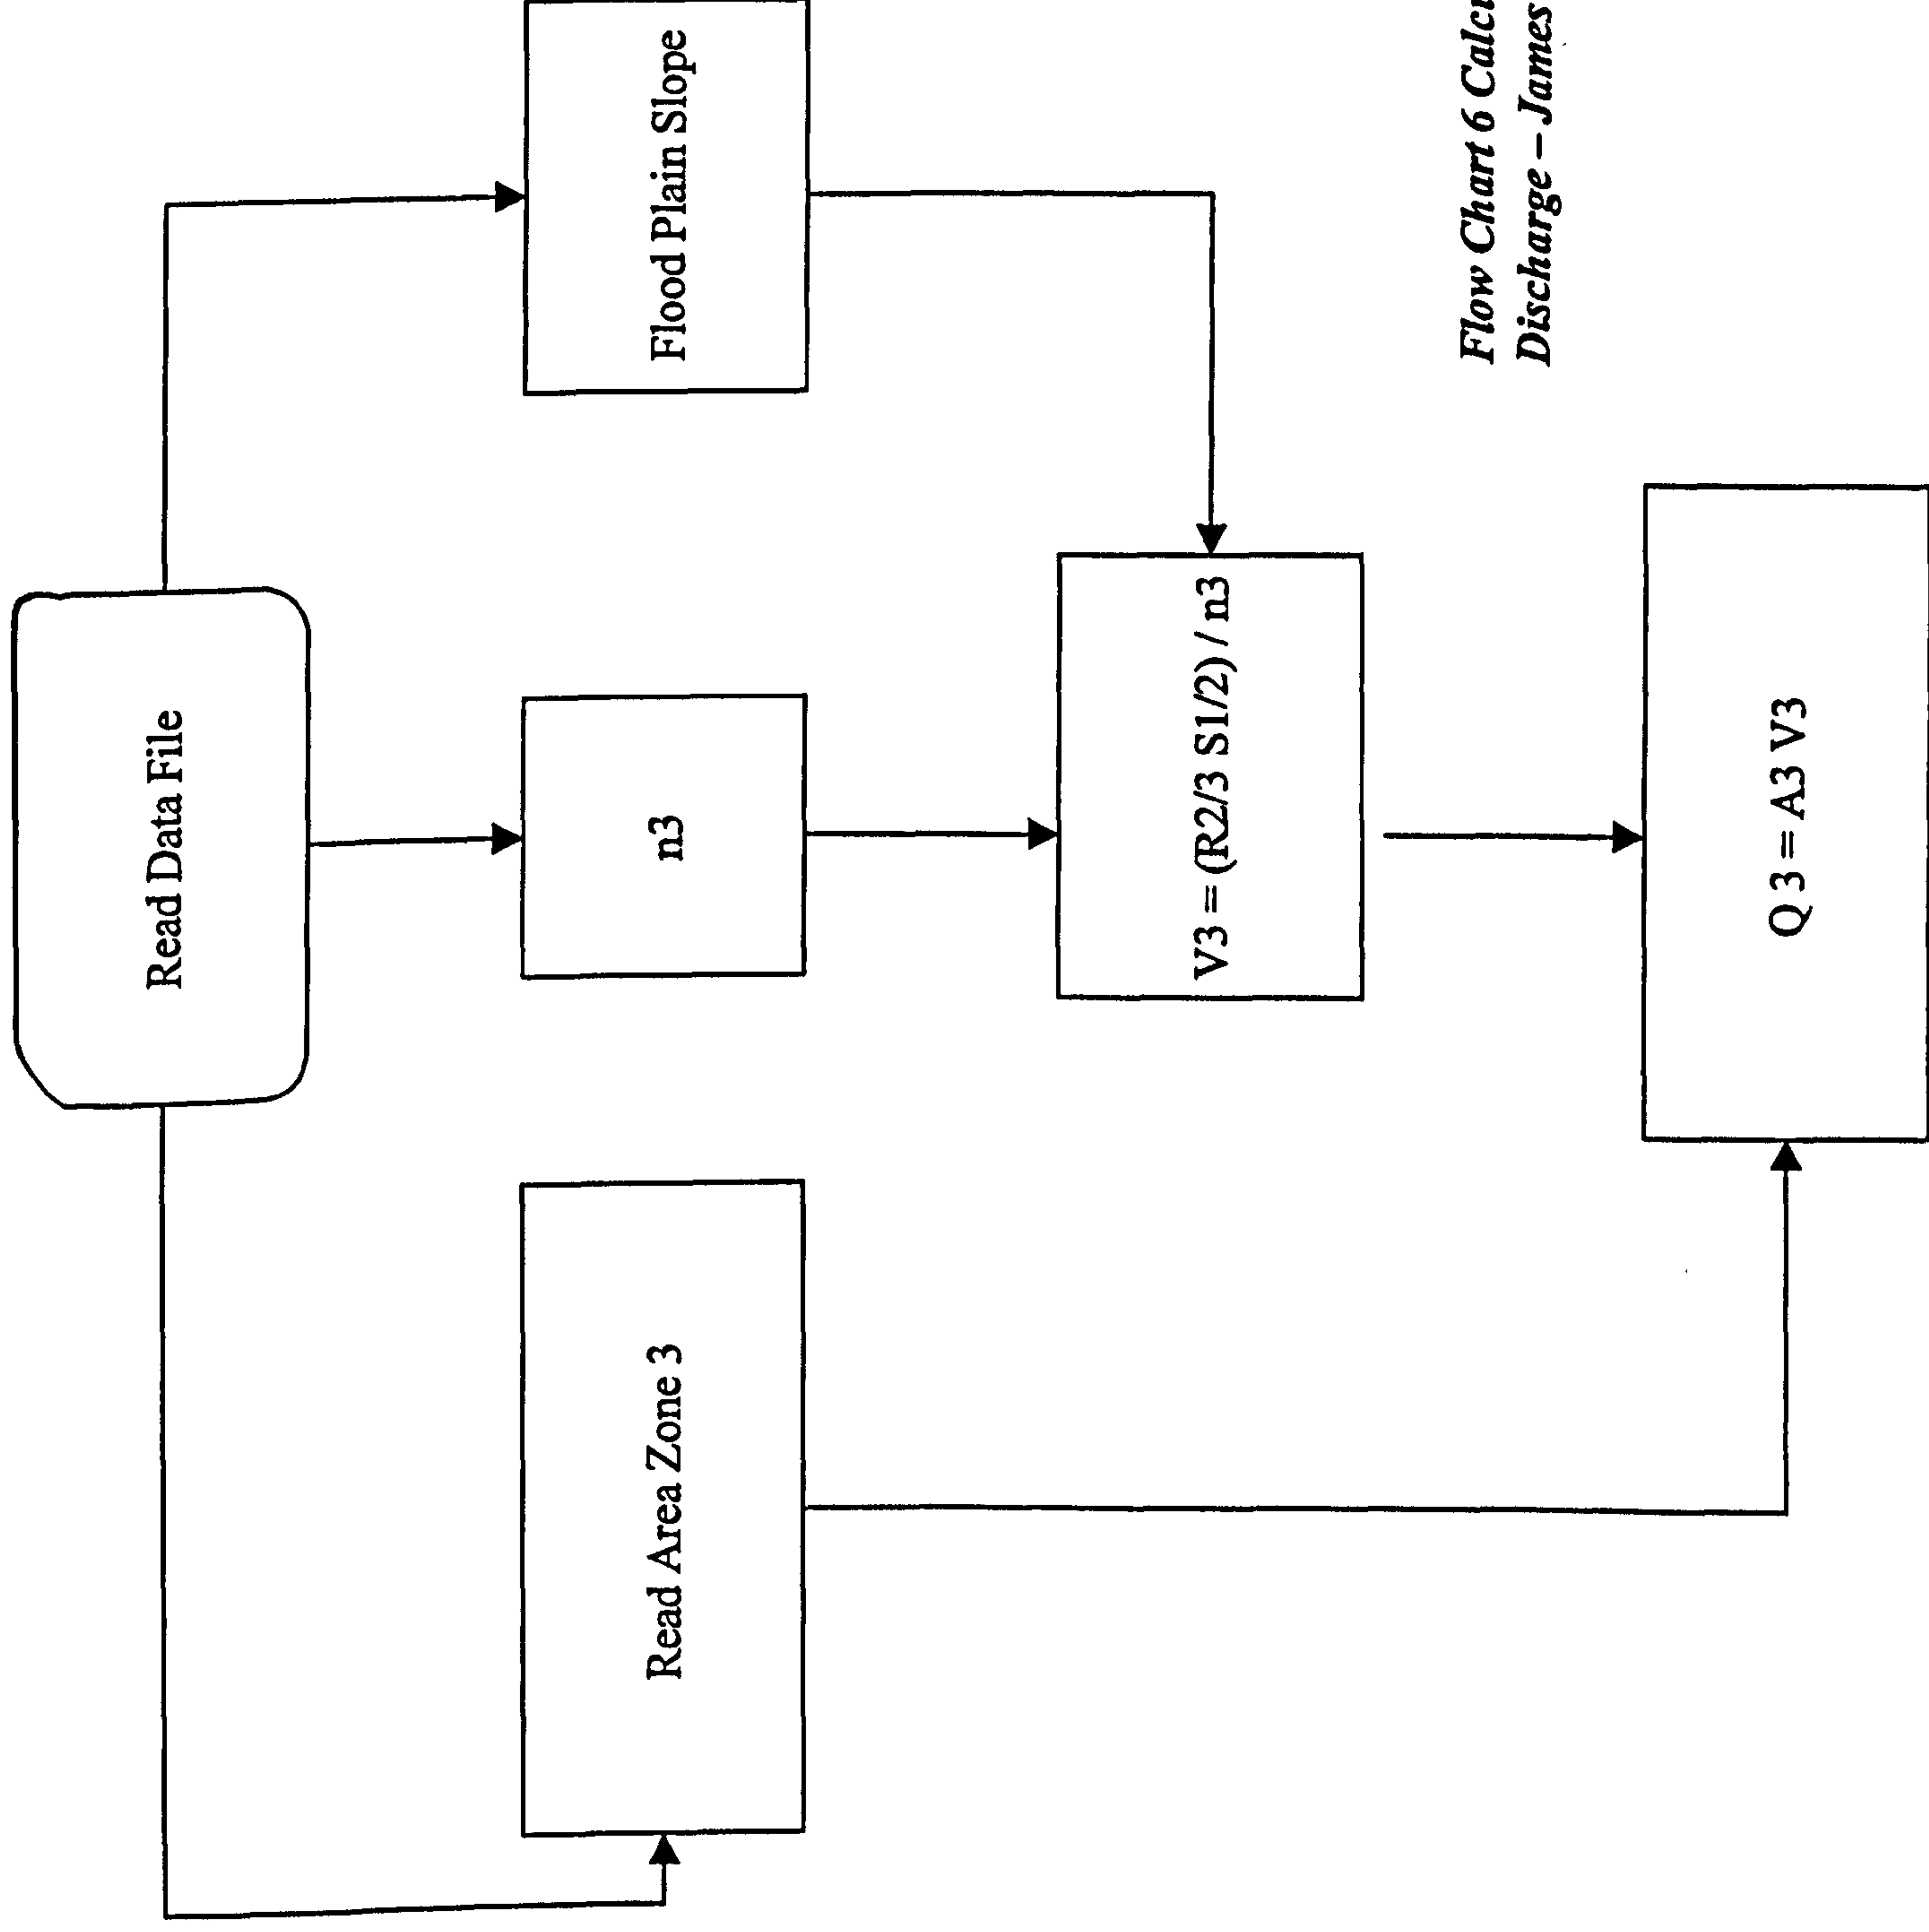 Read Data File
Read Area Zone 3
n3
Flood Plain Slope
V3 = (R2/3 S1/2) / n3
Q 3 = A3 V3
Flow Chart 6
Discharge – James